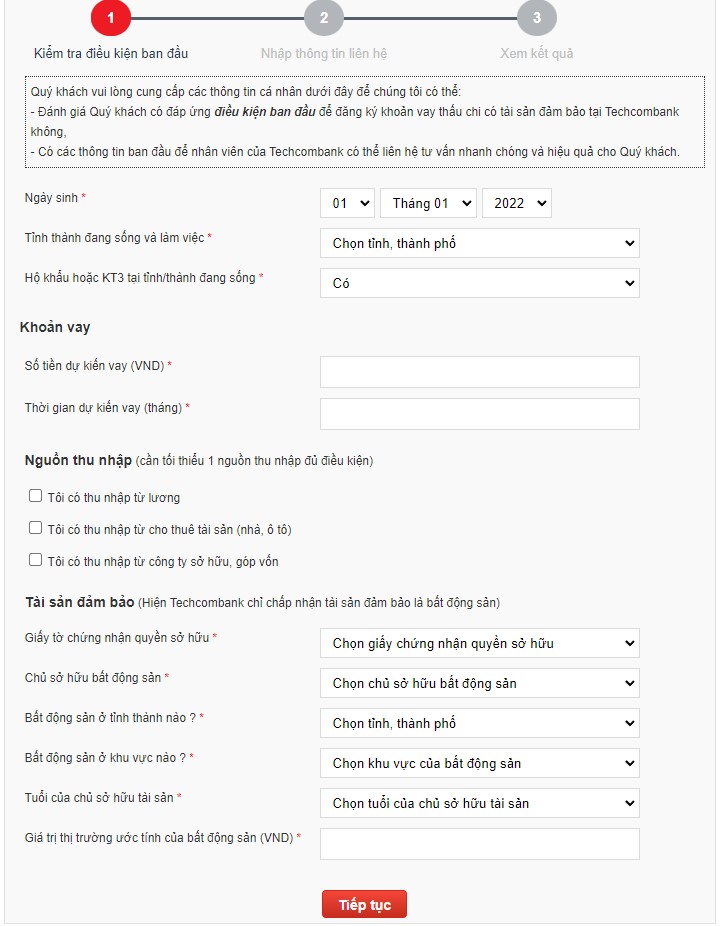 1
2
3
Kiểm tra điều kiện ban đầu
Nhập thông tin liên hệ
Xem kết quả
Quý khách vui lòng cung cấp các thông tin cá nhân dưới đây để chúng tôi có thể:
- Đánh giá Quý khách có đáp ứng điều kiện ban đầu để đăng ký khoản vay thấu chi có tài sản đảm bảo tại Techcombank
không,
- Có các thông tin ban đầu để nhân viên của Techcombank có thể liên hệ tư vấn nhanh chóng và hiệu quả cho Quý khách.
Ngày sinh *
01
Tháng 01
2022
Tỉnh thành đang sống và làm việc *
Chọn tỉnh, thành phố
Hộ khẩu hoặc KT3 tại tỉnh/thành đang sống *
Có
Khoản vay
Số tiền dự kiến vay (VND) *
Thời gian dự kiến vay (tháng) *
Nguồn thu nhập (cần tối thiểu 1 nguồn thu nhập đủ điều kiện)
Tôi có thu nhập từ lương
Tôi có thu nhập từ cho thuê tài sản (nhà, ô tô)
Tôi có thu nhập từ công ty sở hữu, góp vốn
Tài sản đảm bảo (Hiện Techcombank chỉ chấp nhận tài sản đảm bảo là bất động sản)
Giấy tờ chứng nhận quyền sở hữu *
Chọn giấy chứng nhận quyền sở hữu
Chủ sở hữu bất động sản *
Chọn chủ sở hữu bất động sản
Bất động sản ở tỉnh thành nào ? *
Chọn tỉnh, thành phố
Bất động sản ở khu vực nào ? *
Chọn khu vực của bất động sản
Tuổi của chủ sở hữu tài sản *
Chọn tuổi của chủ sở hữu tài sản
Giá trị thị trường ước tính của bất động sản (VND) *
Tiếp tục